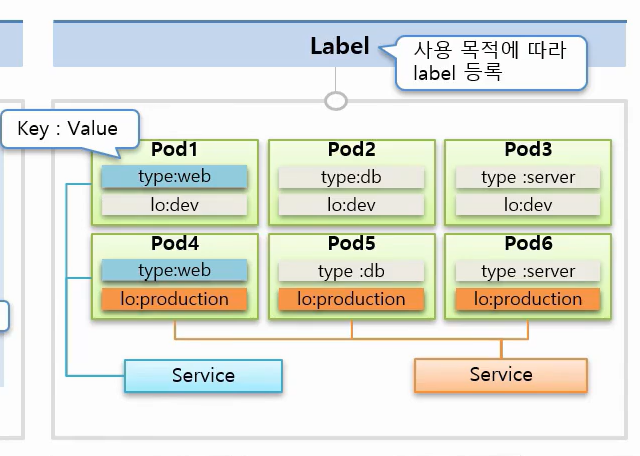 Label
사용 목적에 따라
label 등록
Key : Value
Pod1
type:web
lo:dev
Pod2
type:db
lo:dev
Pod3
type :server
lo:dev
Pod4
type:web
lo:production
Pod5
type :db
lo:production
Pod6
type :server
lo:production
Service
Service